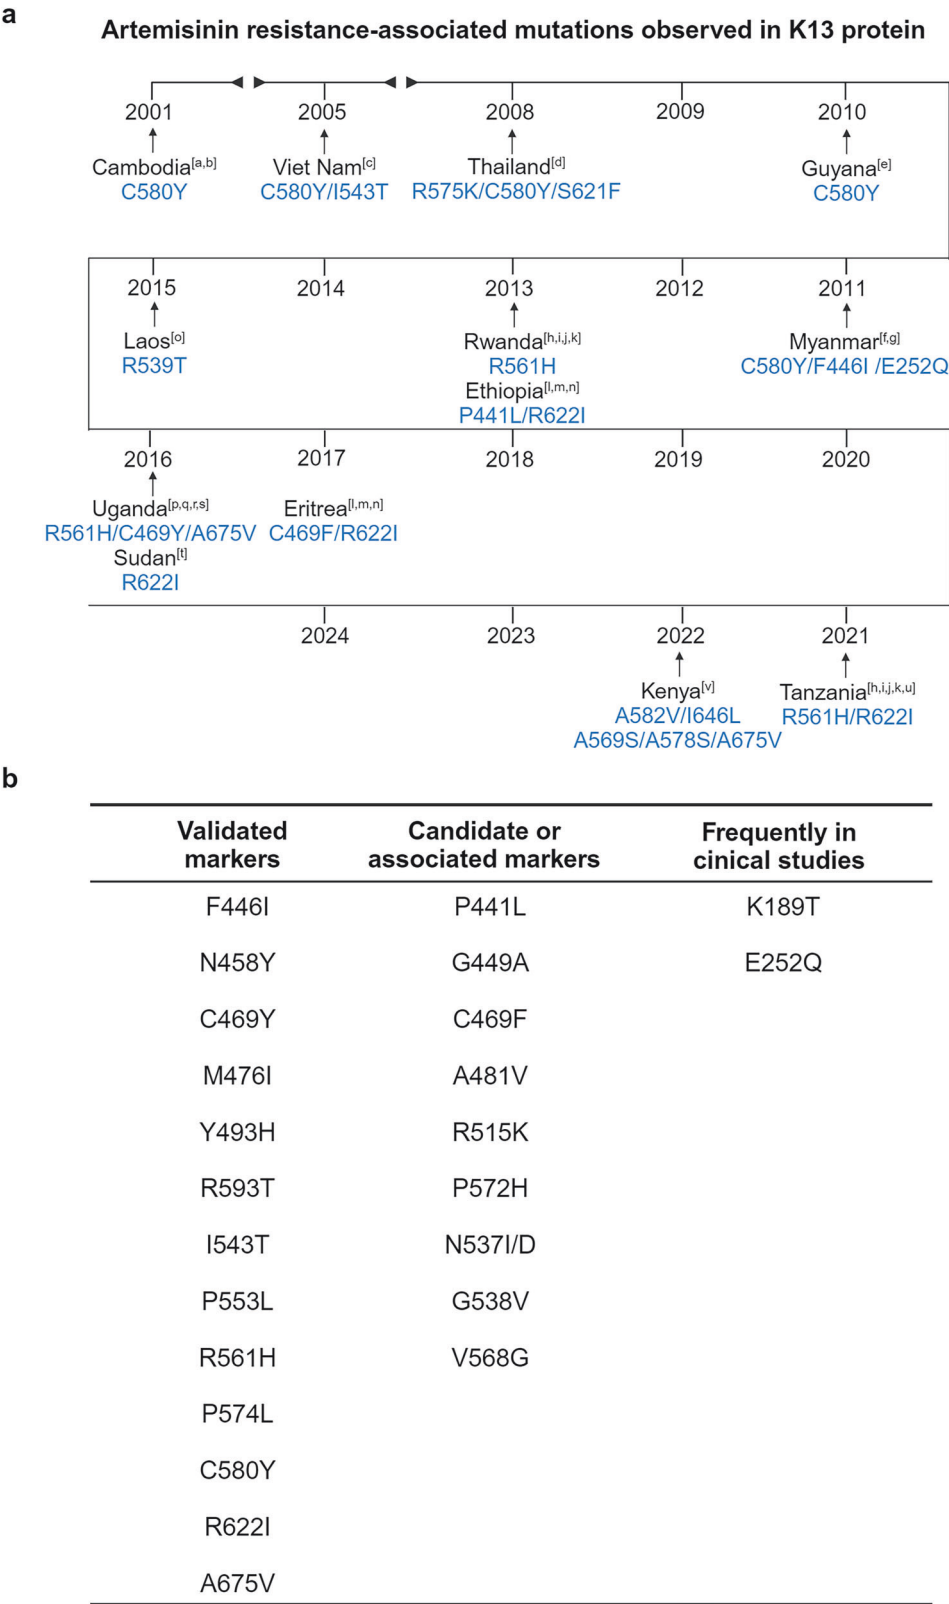 a
Artemisinin resistance-associated mutations observed in K13 protein
2001 2005 2008 2009 2010
Cambodia[a,b] Viet Nam[c] Thailand[d] Guyana[e]
C580Y C580Y/I543T R575K/C580Y/S621F C580Y
2015 2014 2013 2012 2011
Laos[o] Rwanda[h,i,j,k] Myanmar[f,g]
R539T R561H C580Y/F446I /E252Q
Ethiopia[l,m,n]
P441L/R622I
2016 2017 2018 2019 2020
Uganda[p,q,r,s] Eritrea[l,m,n]
R561H/C469Y/A675V C469F/R622I
Sudan[t]
R622I
2024 2023 2022 2021
Kenya[v] Tanzania[h,i,j,k,u]
A582V/I646L R561H/R622I
A569S/A578S/A675V
b
Validated Candidate or Frequently in
markers associated markers cinical studies
F446I P441L K189T
N458Y G449A E252Q
C469Y C469F
M476I A481V
Y493H R515K
R593T P572H
I543T N537I/D
P553L G538V
R561H V568G
P574L
C580Y
R622I
A675V